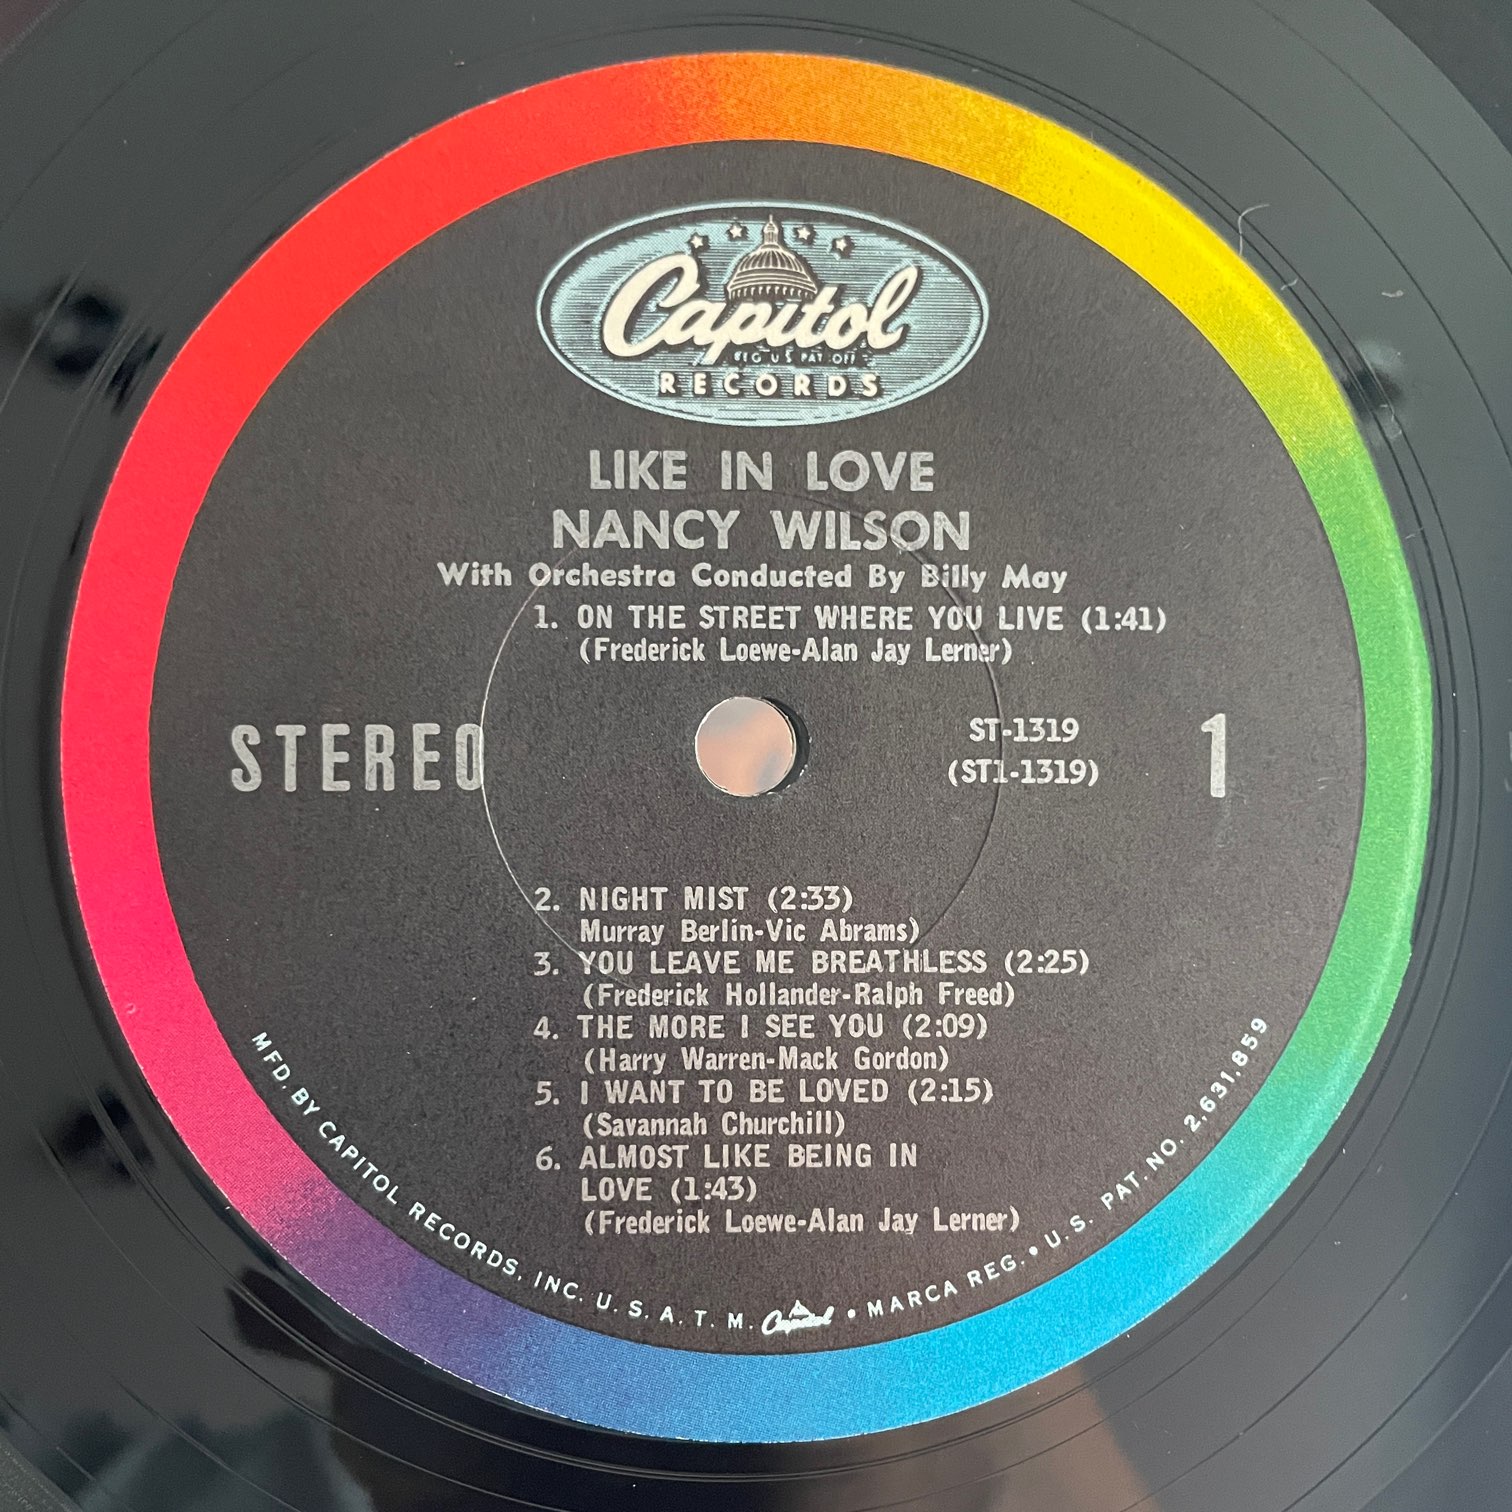 Capitol
REG U.S. PAT. OFF.
RECORDS
LIKE IN LOVE
NANCY WILSON
With Orchestra Conducted By Billy May
1. ON THE STREET WHERE YOU LIVE (1:41)
(Frederick Loewe-Alan Jay Lerner)
STEREO
ST-1319
(ST1-1319)
1
2. NIGHT MIST (2:33)
Murray Berlin-Vic Abrams)
3. YOU LEAVE ME BREATHLESS (2:25)
(Frederick Hollander-Ralph Freed)
4. THE MORE I SEE YOU (2:09)
(Harry Warren-Mack Gordon)
5. I WANT TO BE LOVED (2:15)
(Savannah Churchill)
6. ALMOST LIKE BEING IN
LOVE (1:43)
(Frederick Loewe-Alan Jay Lerner)
MFD. BY CAPITOL RECORDS, INC. U. S. A. T. M. Capitol • MARCA REG. • U.S. PAT. NO. 2,631,859